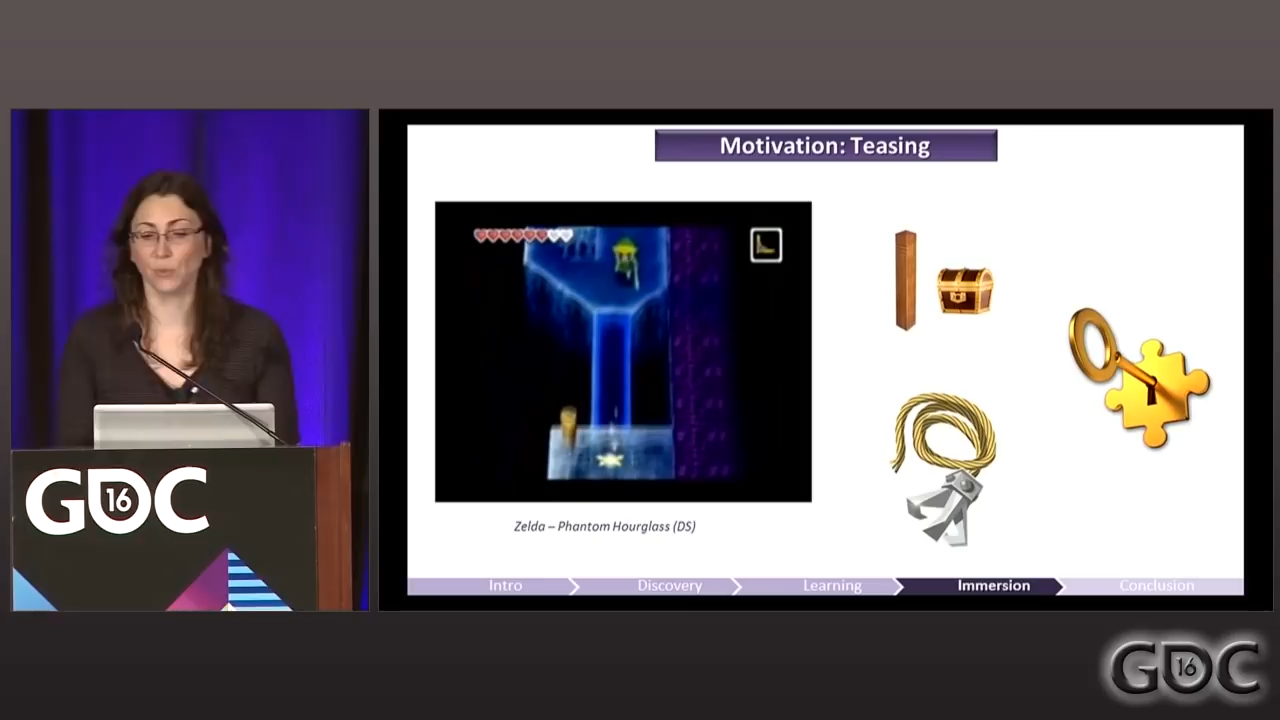 Motivation: Teasing
Zelda – Phantom Hourglass (DS)
Intro
Discovery
Learning
Immersion
Conclusion
GDC
16
GDC
16